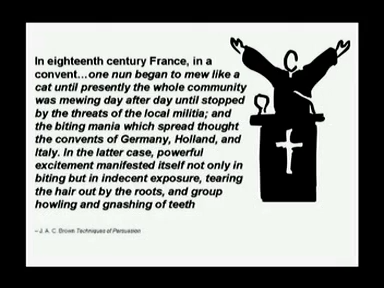 In eighteenth century France, in a
convent…one nun began to mew like a
cat until presently the whole community
was mewing day after day until stopped
by the threats of the local militia; and
the biting mania which spread thought
the convents of Germany, Holland, and
Italy. In the latter case, powerful
excitement manifested itself not only in
biting but in indecent exposure, tearing
the hair out by the roots, and group
howling and gnashing of teeth
– J. A. C. Brown Techniques of Persuasion